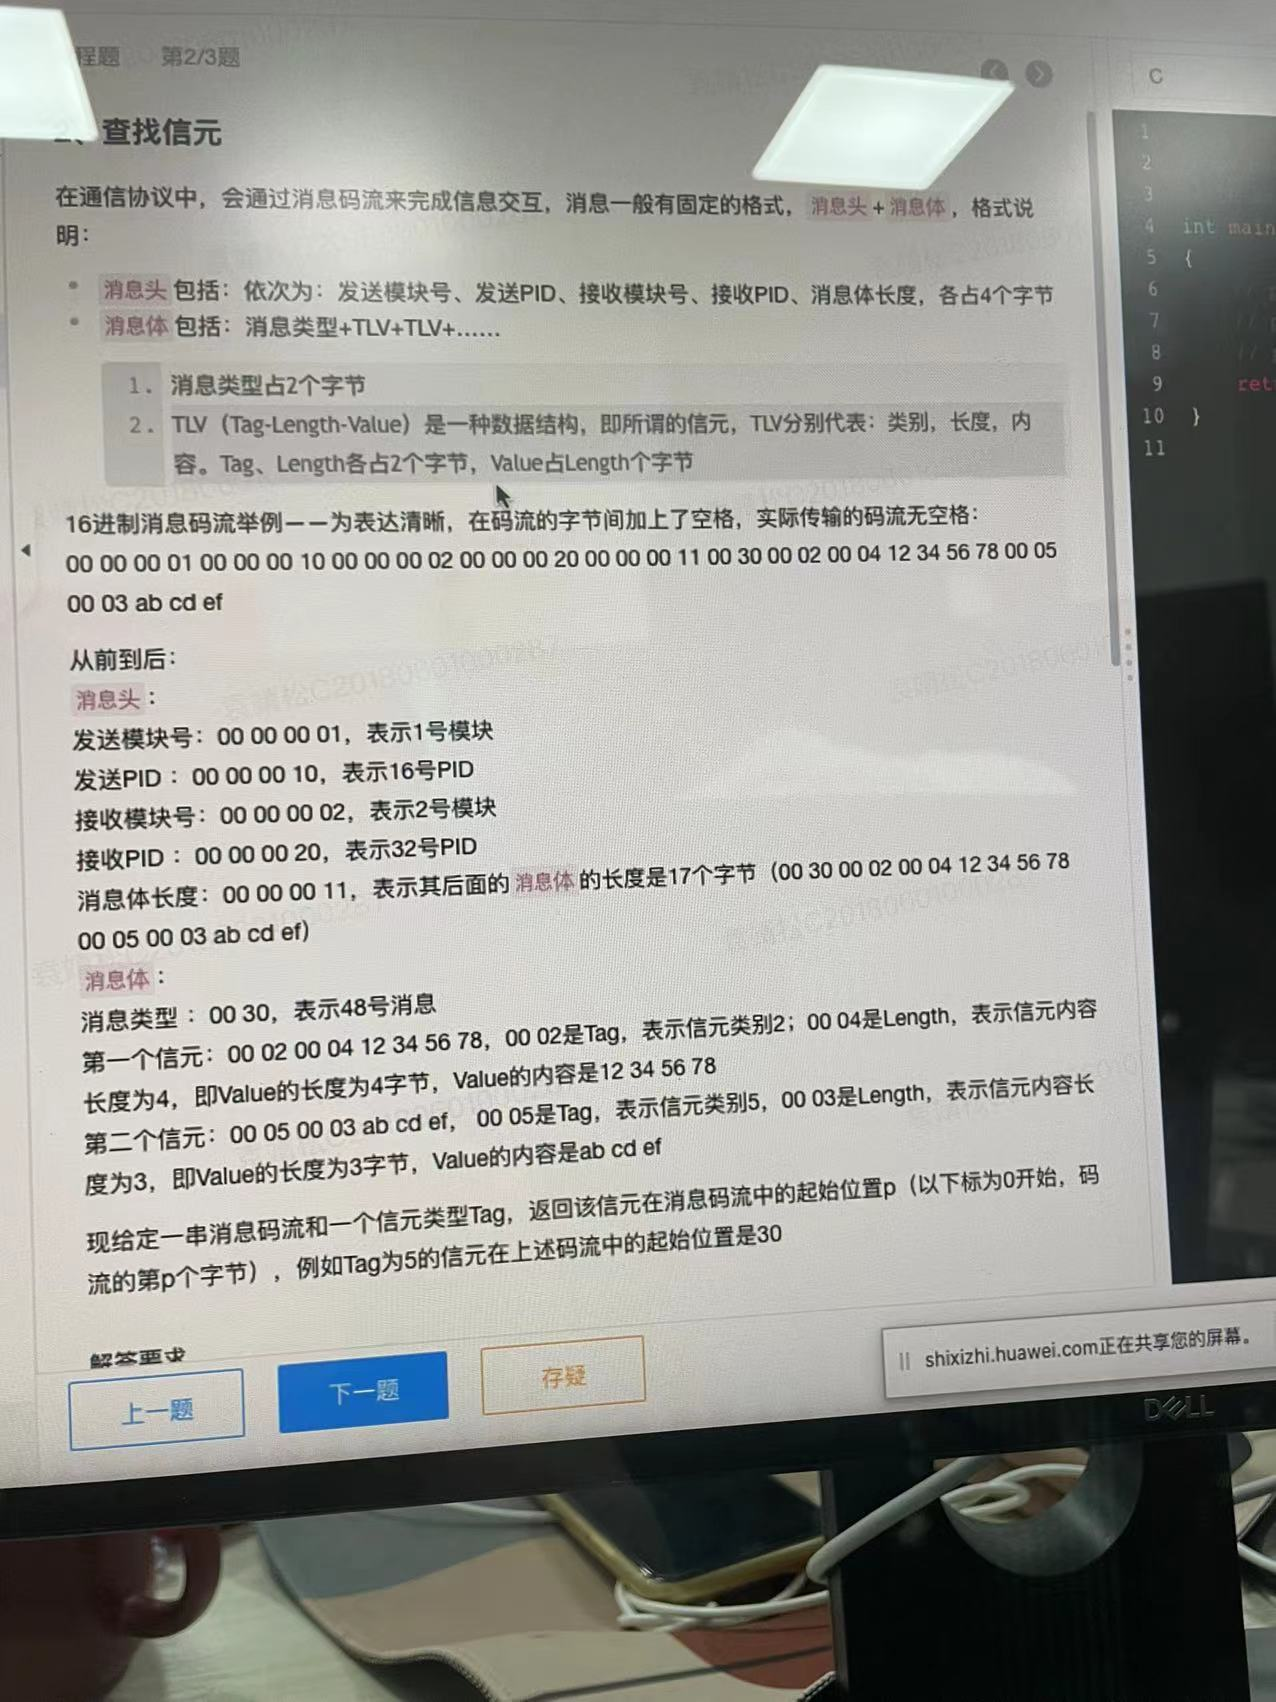 程题 第2/3题
C
2、查找信元
在通信协议中，会通过消息码流来完成信息交互，消息一般有固定的格式，消息头+消息体，格式说
明：
• 消息头包括：依次为：发送模块号、发送PID、接收模块号、接收PID、消息体长度，各占4个字节
• 消息体包括：消息类型+TLV+TLV+……
1. 消息类型占2个字节
2. TLV（Tag-Length-Value）是一种数据结构，即所谓的信元，TLV分别代表：类别，长度，内
容。Tag、Length各占2个字节，Value占Length个字节
16进制消息码流举例——为表达清晰，在码流的字节间加上了空格，实际传输的码流无空格：
00 00 00 01 00 00 00 10 00 00 00 02 00 00 00 20 00 00 00 11 00 30 00 02 00 04 12 34 56 78 00 05
00 03 ab cd ef
从前到后：
消息头：
发送模块号：00 00 00 01，表示1号模块
发送PID：00 00 00 10，表示16号PID
接收模块号：00 00 00 02，表示2号模块
接收PID：00 00 00 20，表示32号PID
消息体长度：00 00 00 11，表示其后面的消息体的长度是17个字节（00 30 00 02 00 04 12 34 56 78
00 05 00 03 ab cd ef)
消息体：
消息类型：00 30，表示48号消息
第一个信元：00 02 00 04 12 34 56 78，00 02是Tag，表示信元类别2；00 04是Length，表示信元内容
长度为4，即Value的长度为4字节，Value的内容是12 34 56 78
第二个信元：00 05 00 03 ab cd ef， 00 05是Tag，表示信元类别5，00 03是Length，表示信元内容长
度为3，即Value的长度为3字节，Value的内容是ab cd ef
现给定一串消息码流和一个信元类型Tag，返回该信元在消息码流中的起始位置p（以下标为0开始，码
流的第p个字节），例如Tag为5的信元在上述码流中的起始位置是30
解答要求
上一题 下一题 存疑
shixizhi.huawei.com正在共享您的屏幕。
1
2
3
4 int main
5 {
6 //
7 //
8 //
9 ret
10 }
11
DELL